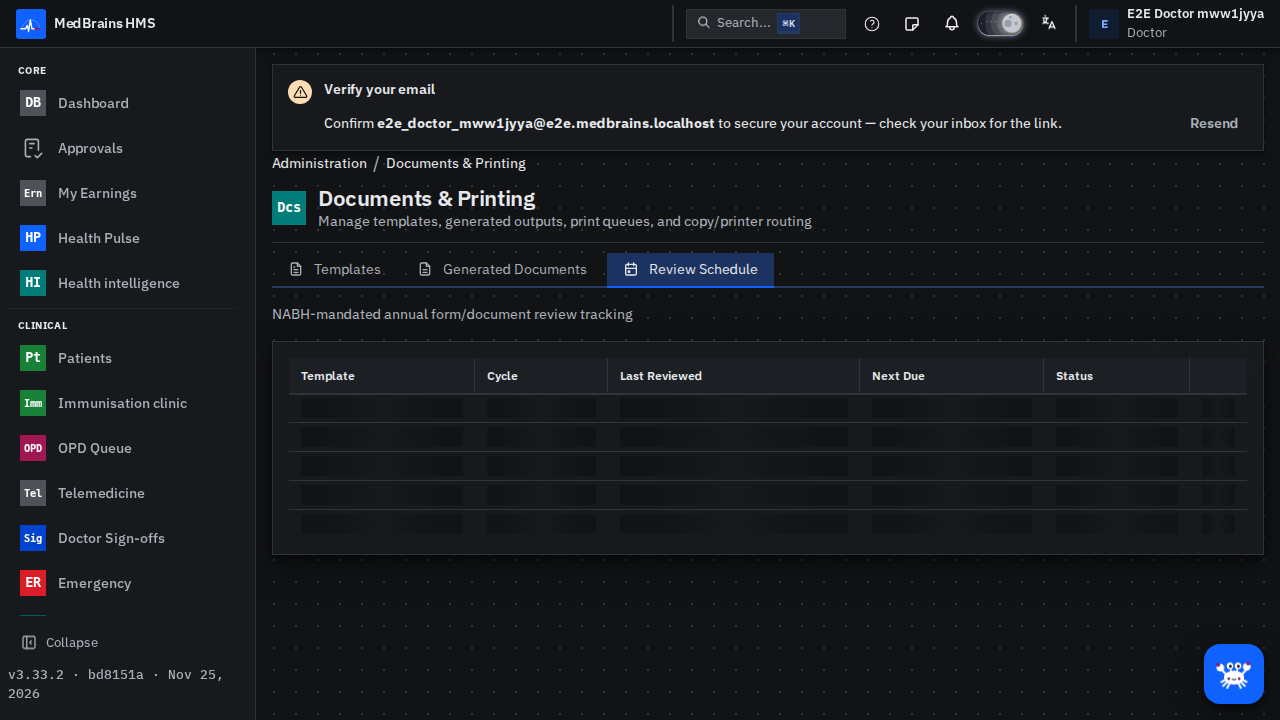 MedBrains HMS
Search... ⌘K
E
E2E Doctor mww1jyya
Doctor
CORE
DB Dashboard
Approvals
Ern My Earnings
HP Health Pulse
HI Health intelligence
CLINICAL
Pt Patients
Imm Immunisation clinic
OPD OPD Queue
Tel Telemedicine
Sig Doctor Sign-offs
ER Emergency
Collapse
v3.33.2 · bd8151a · Nov 25,
2026
Verify your email
Confirm e2e_doctor_mww1jyya@e2e.medbrains.localhost to secure your account — check your inbox for the link.
Resend
Administration / Documents & Printing
Dcs
Documents & Printing
Manage templates, generated outputs, print queues, and copy/printer routing
Templates
Generated Documents
Review Schedule
NABH-mandated annual form/document review tracking
Template Cycle Last Reviewed Next Due Status